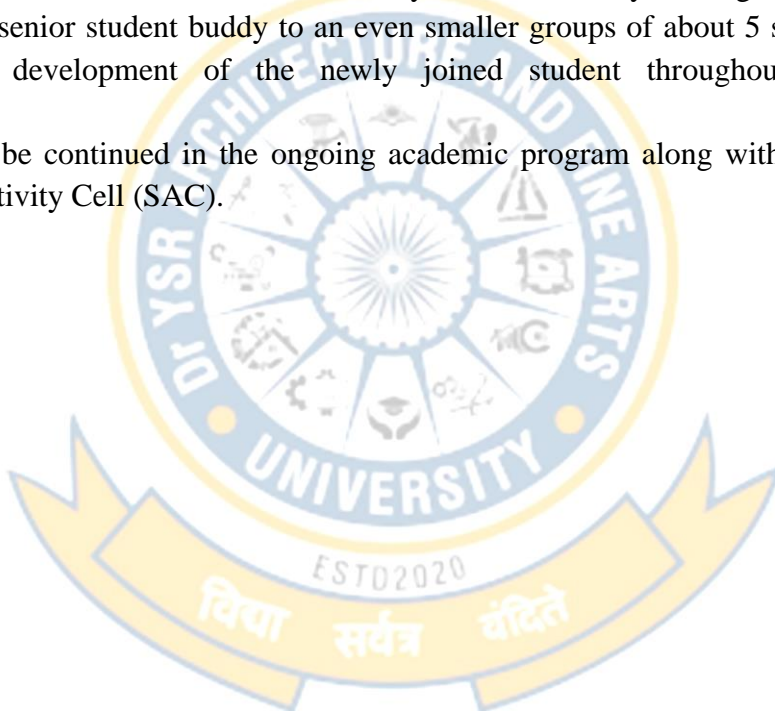 senior student buddy to an even smaller groups of about 5 s
development of the newly joined student throughou
be continued in the ongoing academic program along with
tivity Cell (SAC).
Dr YSR ARCHITECTURE AND FINE ARTS
UNIVERSITY
ESTD2020
विद्या सर्वत्र वंदिते